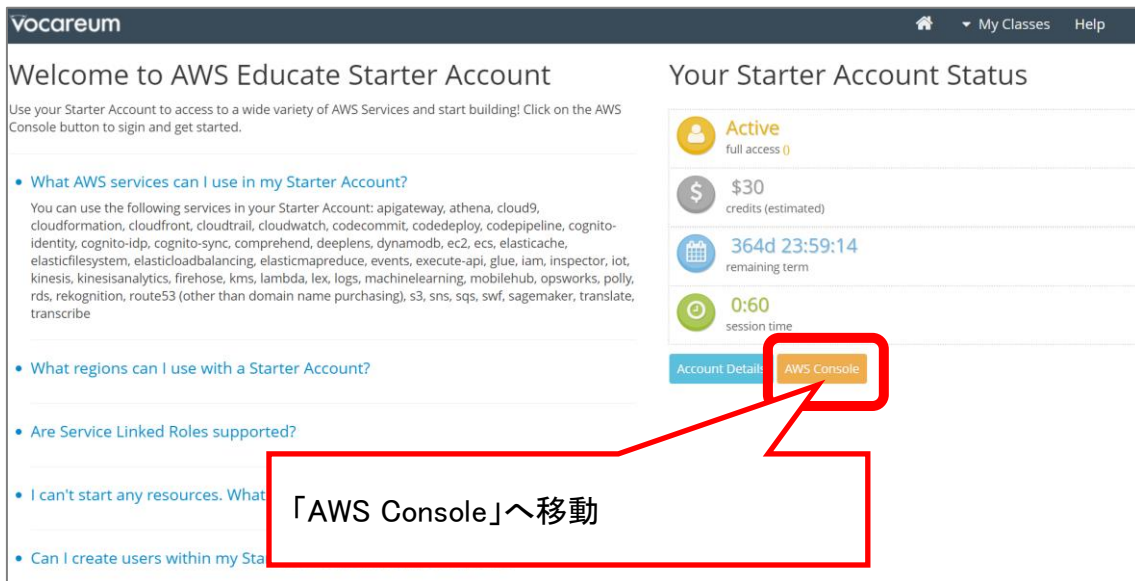 Vocareum
My Classes
Help
Welcome to AWS Educate Starter Account
Use your Starter Account to access to a wide variety of AWS Services and start building! Click on the AWS
Console button to sigin and get started.
What AWS services can I use in my Starter Account?
You can use the following services in your Starter Account: apigateway, athena, cloud9,
cloudformation, cloudfront, cloudtrail, cloudwatch, codecommit, codedeploy, codepipeline, cognito-
identity, cognito-idp, cognito-sync, comprehend, deeplens, dynamodb, ec2, ecs, elasticache,
elasticfilesystem, elasticloadbalancing, elasticmapreduce, events, execute-api, glue, iam, inspector, iot,
kinesis, kinesisanalytics, firehose, kms, lambda, lex, logs, machinelearning, mobilehub, opsworks, polly,
rds, rekognition, route53 (other than domain name purchasing), s3, sns, sqs, swf, sagemaker, translate,
transcribe
What regions can I use with a Starter Account?
Are Service Linked Roles supported?
I can't start any resources. What
Can I create users within my Sta
Your Starter Account Status
Active
full access ()
$30
credits (estimated)
364d 23:59:14
remaining term
0:60
session time
Account Details
AWS Console
「AWS Console」へ移動